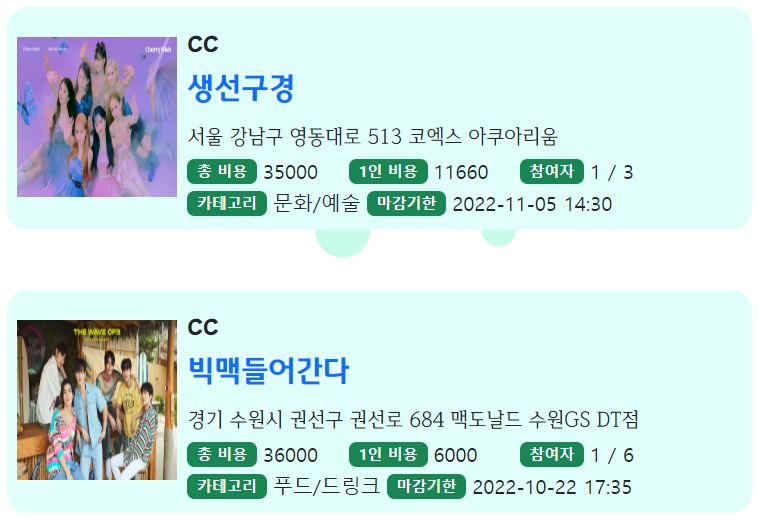 Cherry Wish
CC
생선구경
서울 강남구 영동대로 513 코엑스 아쿠아리움
총 비용 35000 1인 비용 11660 참여자 1 / 3
카테고리 문화/예술 마감기한 2022-11-05 14:30
THE WAVE OF9
CC
빅맥들어간다
경기 수원시 권선구 권선로 684 맥도날드 수원GS DT점
총 비용 36000 1인 비용 6000 참여자 1 / 6
카테고리 푸드/드링크 마감기한 2022-10-22 17:35